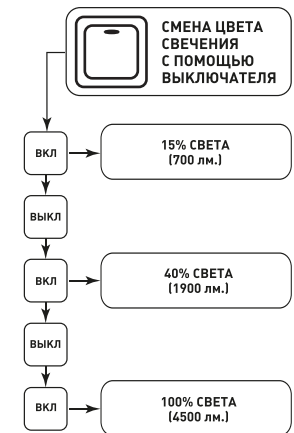 СМЕНА ЦВЕТА
СВЕЧЕНИЯ
С ПОМОЩЬЮ
ВЫКЛЮЧАТЕЛЯ
ВКЛ
15% СВЕТА
(700 лм.)
ВЫКЛ
ВКЛ
40% СВЕТА
(1900 лм.)
ВЫКЛ
ВКЛ
100% СВЕТА
(4500 лм.)